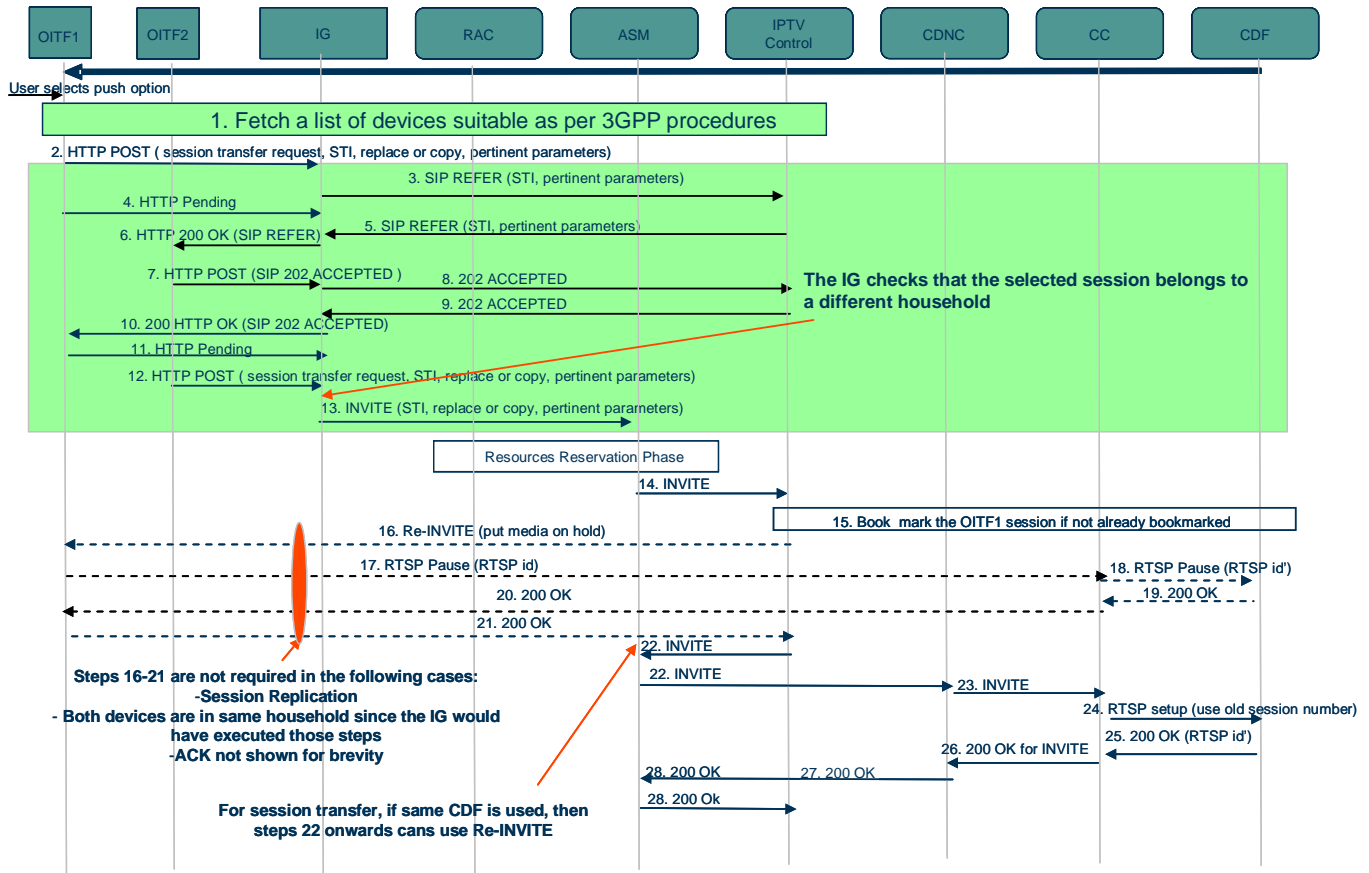 OITF1
OITF2
IG
RAC
ASM
IPTV
Control
CDNC
CC
CDF
User selects push option
1. Fetch a list of devices suitable as per 3GPP procedures
2. HTTP POST ( session transfer request, STI, replace or copy, pertinent parameters)
3. SIP REFER (STI, pertinent parameters)
4. HTTP Pending
5. SIP REFER (STI, pertinent parameters)
6. HTTP 200 OK (SIP REFER)
7. HTTP POST (SIP 202 ACCEPTED )
8. 202 ACCEPTED
The IG checks that the selected session belongs to
a different household
9. 202 ACCEPTED
10. 200 HTTP OK (SIP 202 ACCEPTED)
11. HTTP Pending
12. HTTP POST ( session transfer request, STI, replace or copy, pertinent parameters)
13. INVITE (STI, replace or copy, pertinent parameters)
Resources Reservation Phase
14. INVITE
15. Book mark the OITF1 session if not already bookmarked
16. Re-INVITE (put media on hold)
17. RTSP Pause (RTSP id)
18. RTSP Pause (RTSP id')
19. 200 OK
20. 200 OK
21. 200 OK
22. INVITE
Steps 16-21 are not required in the following cases:
-Session Replication
- Both devices are in same household since the IG would
have executed those steps
-ACK not shown for brevity
22. INVITE
23. INVITE
24. RTSP setup (use old session number)
25. 200 OK (RTSP id')
26. 200 OK for INVITE
27. 200 OK
28. 200 OK
28. 200 Ok
For session transfer, if same CDF is used, then
steps 22 onwards cans use Re-INVITE